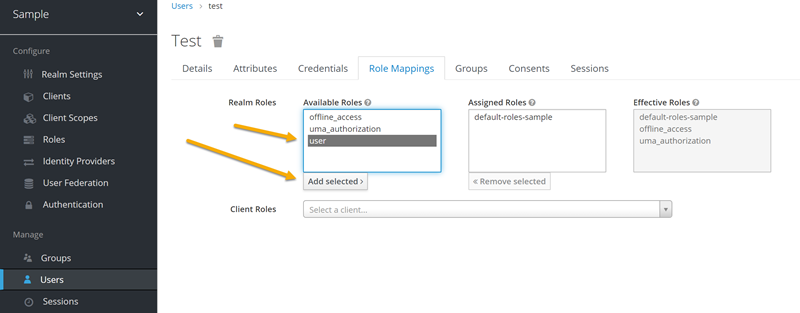 Sample
Configure
Realm Settings
Clients
Client Scopes
Roles
Identity Providers
User Federation
Authentication
Manage
Groups
Users
Sessions
Users > test
Test
Details Attributes Credentials Role Mappings Groups Consents Sessions
Realm Roles
Available Roles ?
offline_access
uma_authorization
user
Add selected >
Assigned Roles ?
default-roles-sample
« Remove selected
Effective Roles ?
default-roles-sample
offline_access
uma_authorization
Client Roles
Select a client...